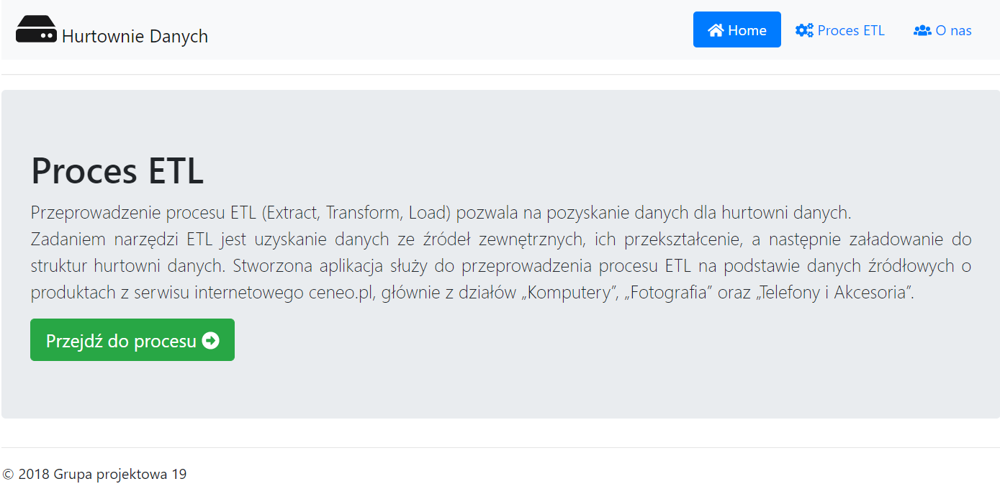 Hurtownie Danych
Home
Proces ETL
O nas
Proces ETL
Przeprowadzenie procesu ETL (Extract, Transform, Load) pozwala na pozyskanie danych dla hurtowni danych.
Zadaniem narzędzi ETL jest uzyskanie danych ze źródeł zewnętrznych, ich przekształcenie, a następnie załadowanie do
struktur hurtowni danych. Stworzona aplikacja służy do przeprowadzenia procesu ETL na podstawie danych źródłowych o
produktach z serwisu internetowego ceneo.pl, głównie z działów „Komputery”, „Fotografia” oraz „Telefony i Akcesoria”.
Przejdź do procesu
© 2018 Grupa projektowa 19